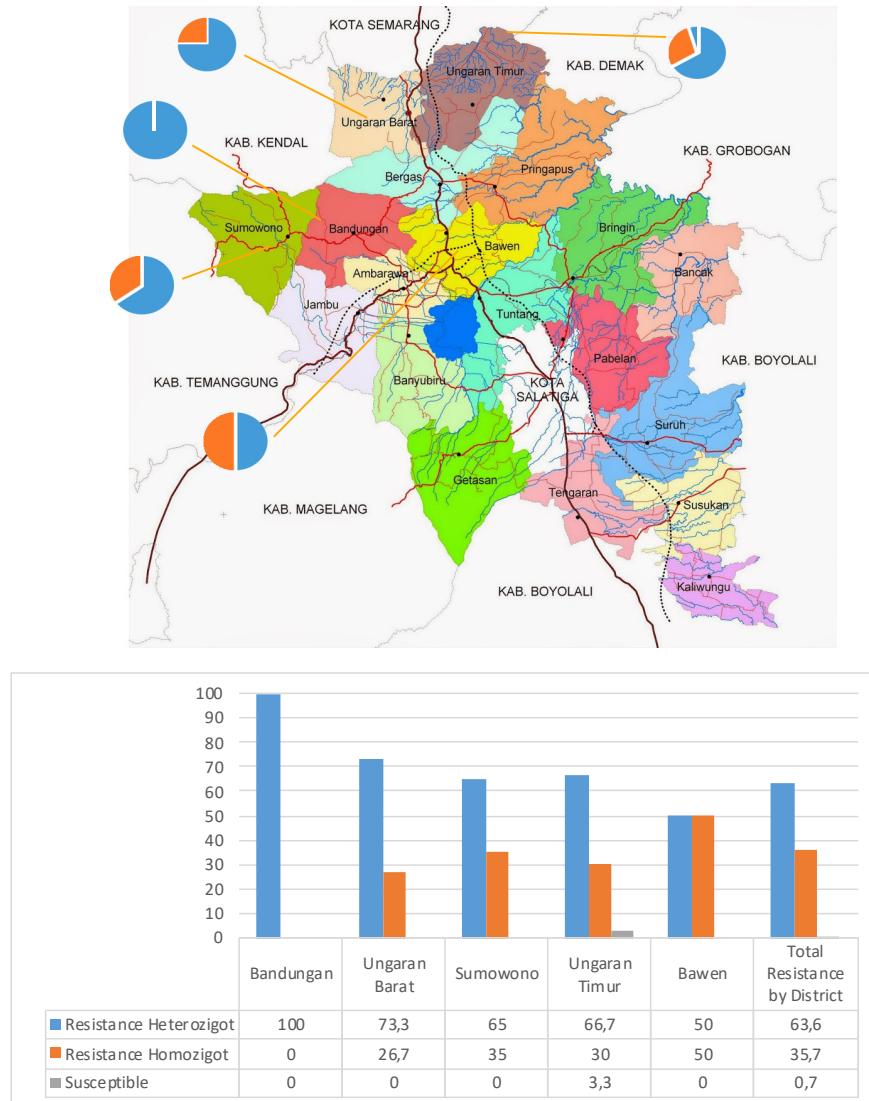 KOTA SEMARANG
Ungaran Timur
KAB. DEMAK
Ungaran Barat
KAB. KENDAL
KAB. GROBOGAN
Bergas
Pringapus
Sumowono
Bandungan
Bringin
Bawen
Bancak
Ambarawa
Jambu
Tuntang
Pabelan
KAB. BOYOLALI
KAB. TEMANGGUNG
Banyubiru
KOTA
SALATIGA
Suruh
Getasan
Tengaran
Susukan
KAB. MAGELANG
KAB. BOYOLALI
Kaliwungu
100
90
80
70
60
50
40
30
20
10
0
Bandungan Ungaran Barat Sumowono Ungaran Timur Bawen Total Resistance by District
Resistance Heterozigot 100 73,3 65 66,7 50 63,6
Resistance Homozigot 0 26,7 35 30 50 35,7
Susceptible 0 0 0 3,3 0 0,7